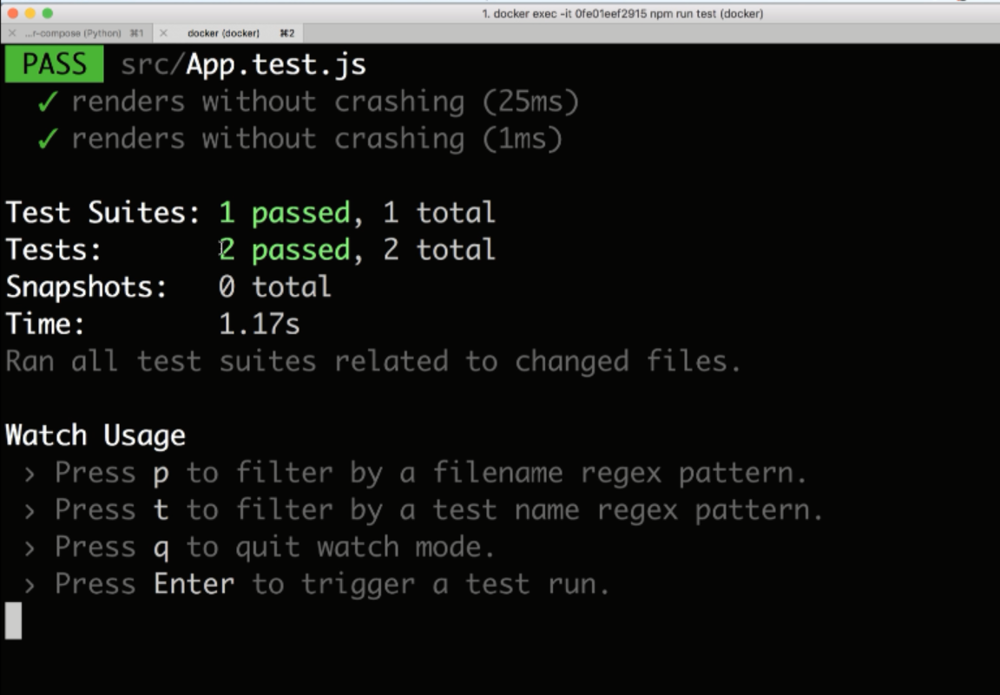 1. docker exec -it 0fe01eef2915 npm run test (docker)
...r-compose (Python) ⌘1 docker (docker) ⌘2
PASS src/App.test.js
✓ renders without crashing (25ms)
✓ renders without crashing (1ms)
Test Suites: 1 passed, 1 total
Tests: 2 passed, 2 total
Snapshots: 0 total
Time: 1.17s
Ran all test suites related to changed files.
Watch Usage
› Press p to filter by a filename regex pattern.
› Press t to filter by a test name regex pattern.
› Press q to quit watch mode.
› Press Enter to trigger a test run.